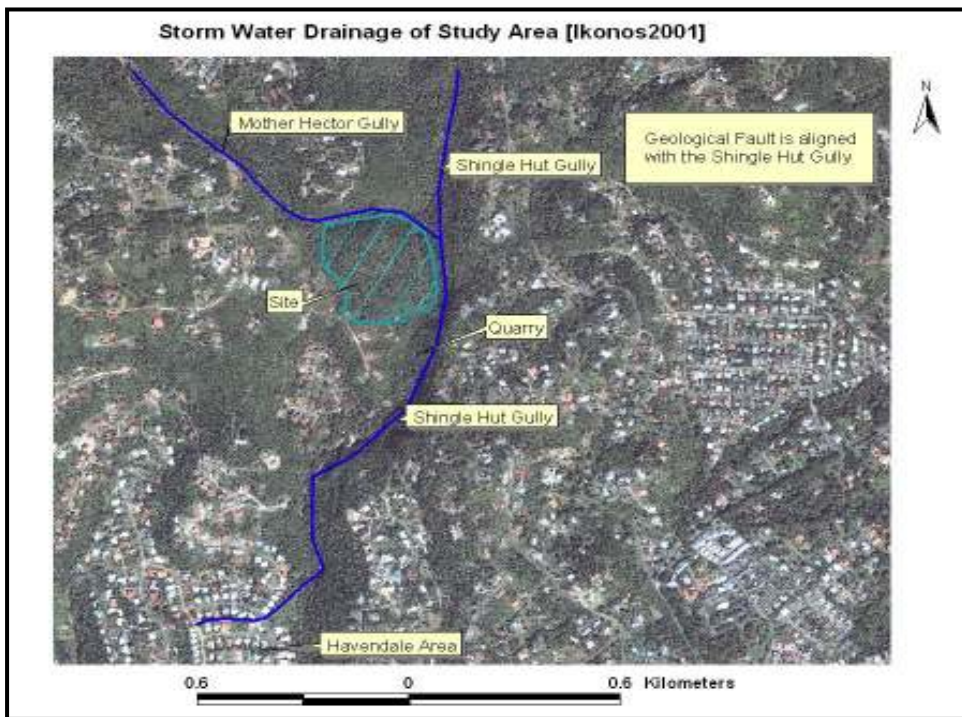 Storm Water Drainage of Study Area [Ikonos2001]
Mother Hector Gully
Shingle Hut Gully
Geological Fault is aligned
with the Shingle Hut Gully
N
Site
Quarry
Shingle Hut Gully
Havendale Area
0.6 0 0.6 Kilometers